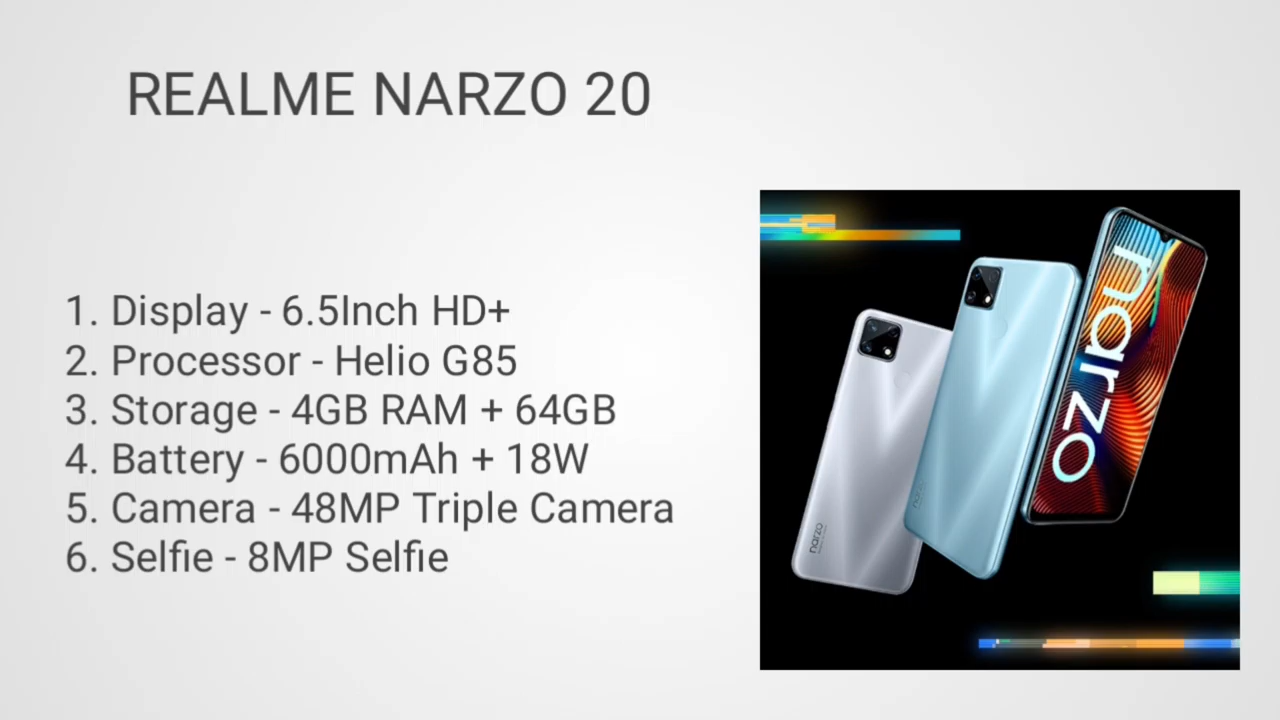 REALME NARZO 20
1. Display - 6.5Inch HD+
2. Processor - Helio G85
3. Storage - 4GB RAM + 64GB
4. Battery - 6000mAh + 18W
5. Camera - 48MP Triple Camera
6. Selfie - 8MP Selfie
narzo
narzo